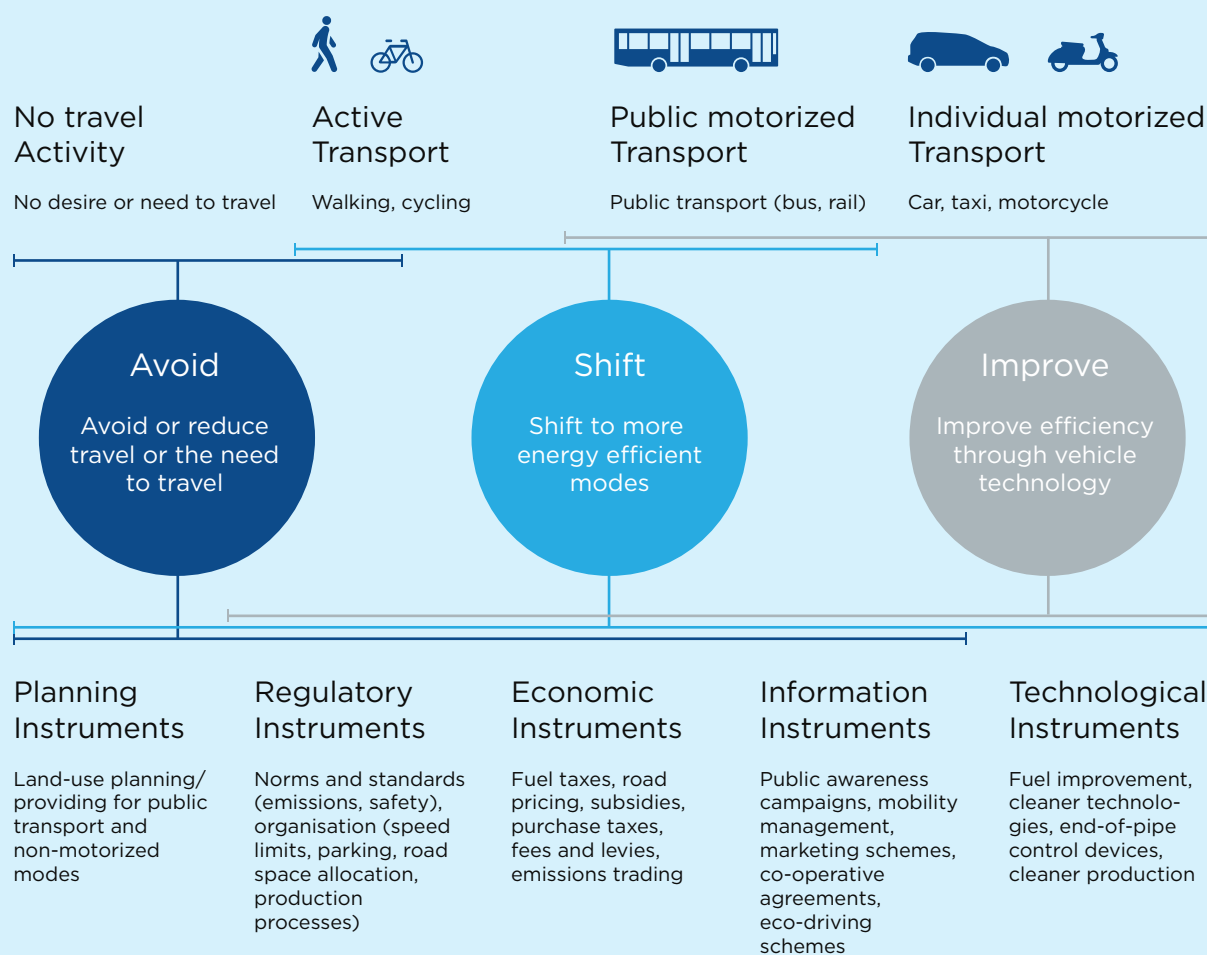 No travel
Activity
No desire or need to travel
Active
Transport
Walking, cycling
Public motorized
Transport
Public transport (bus, rail)
Individual motorized
Transport
Car, taxi, motorcycle
Avoid
Avoid or reduce
travel or the need
to travel
Shift
Shift to more
energy efficient
modes
Improve
Improve efficiency
through vehicle
technology
Planning
Instruments
Land-use planning/
providing for public
transport and
non-motorized
modes
Regulatory
Instruments
Norms and standards
(emissions, safety),
organisation (speed
limits, parking, road
space allocation,
production
processes)
Economic
Instruments
Fuel taxes, road
pricing, subsidies,
purchase taxes,
fees and levies,
emissions trading
Information
Instruments
Public awareness
campaigns, mobility
management,
marketing schemes,
co-operative
agreements,
eco-driving
schemes
Technological
Instruments
Fuel improvement,
cleaner technolo-
gies, end-of-pipe
control devices,
cleaner production